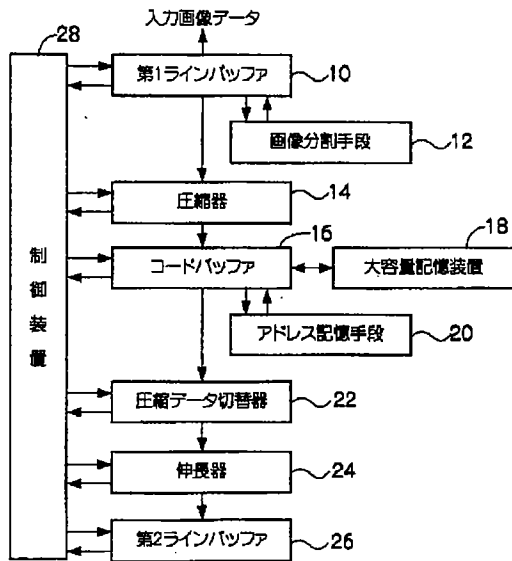 入力画像データ
28
第1ラインバッファ
10
画像分割手段
12
圧縮器
14
コードバッファ
16
大容量記憶装置
18
アドレス記憶手段
20
制御装置
圧縮データ切替器
22
伸長器
24
第2ラインバッファ
26